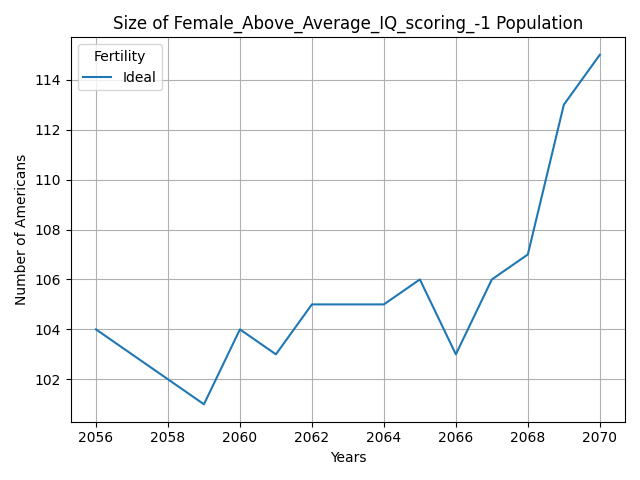 Size of Female_Above_Average_IQ_scoring_-1 Population
Fertility
Ideal
Number of Americans
114
112
110
108
106
104
102
2056 2058 2060 2062 2064 2066 2068 2070
Years